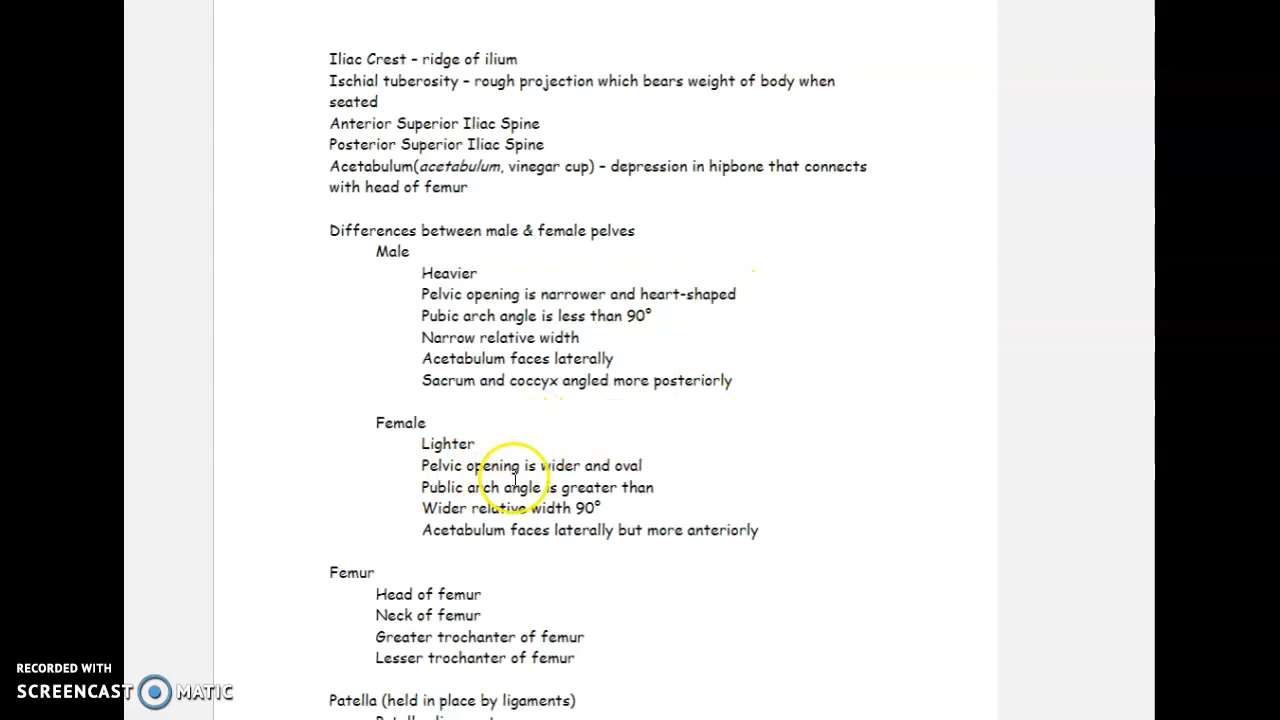 Iliac Crest – ridge of ilium
Ischial tuberosity – rough projection which bears weight of body when
seated
Anterior Superior Iliac Spine
Posterior Superior Iliac Spine
Acetabulum(acetabulum, vinegar cup) – depression in hipbone that connects
with head of femur
Differences between male & female pelves
Male
Heavier
Pelvic opening is narrower and heart-shaped
Pubic arch angle is less than 90°
Narrow relative width
Acetabulum faces laterally
Sacrum and coccyx angled more posteriorly
Female
Lighter
Pelvic opening is wider and oval
Public arch angle is greater than
Wider relative width 90°
Acetabulum faces laterally but more anteriorly
Femur
Head of femur
Neck of femur
Greater trochanter of femur
Lesser trochanter of femur
Patella (held in place by ligaments)
RECORDED WITH
SCREENCAST MATIC